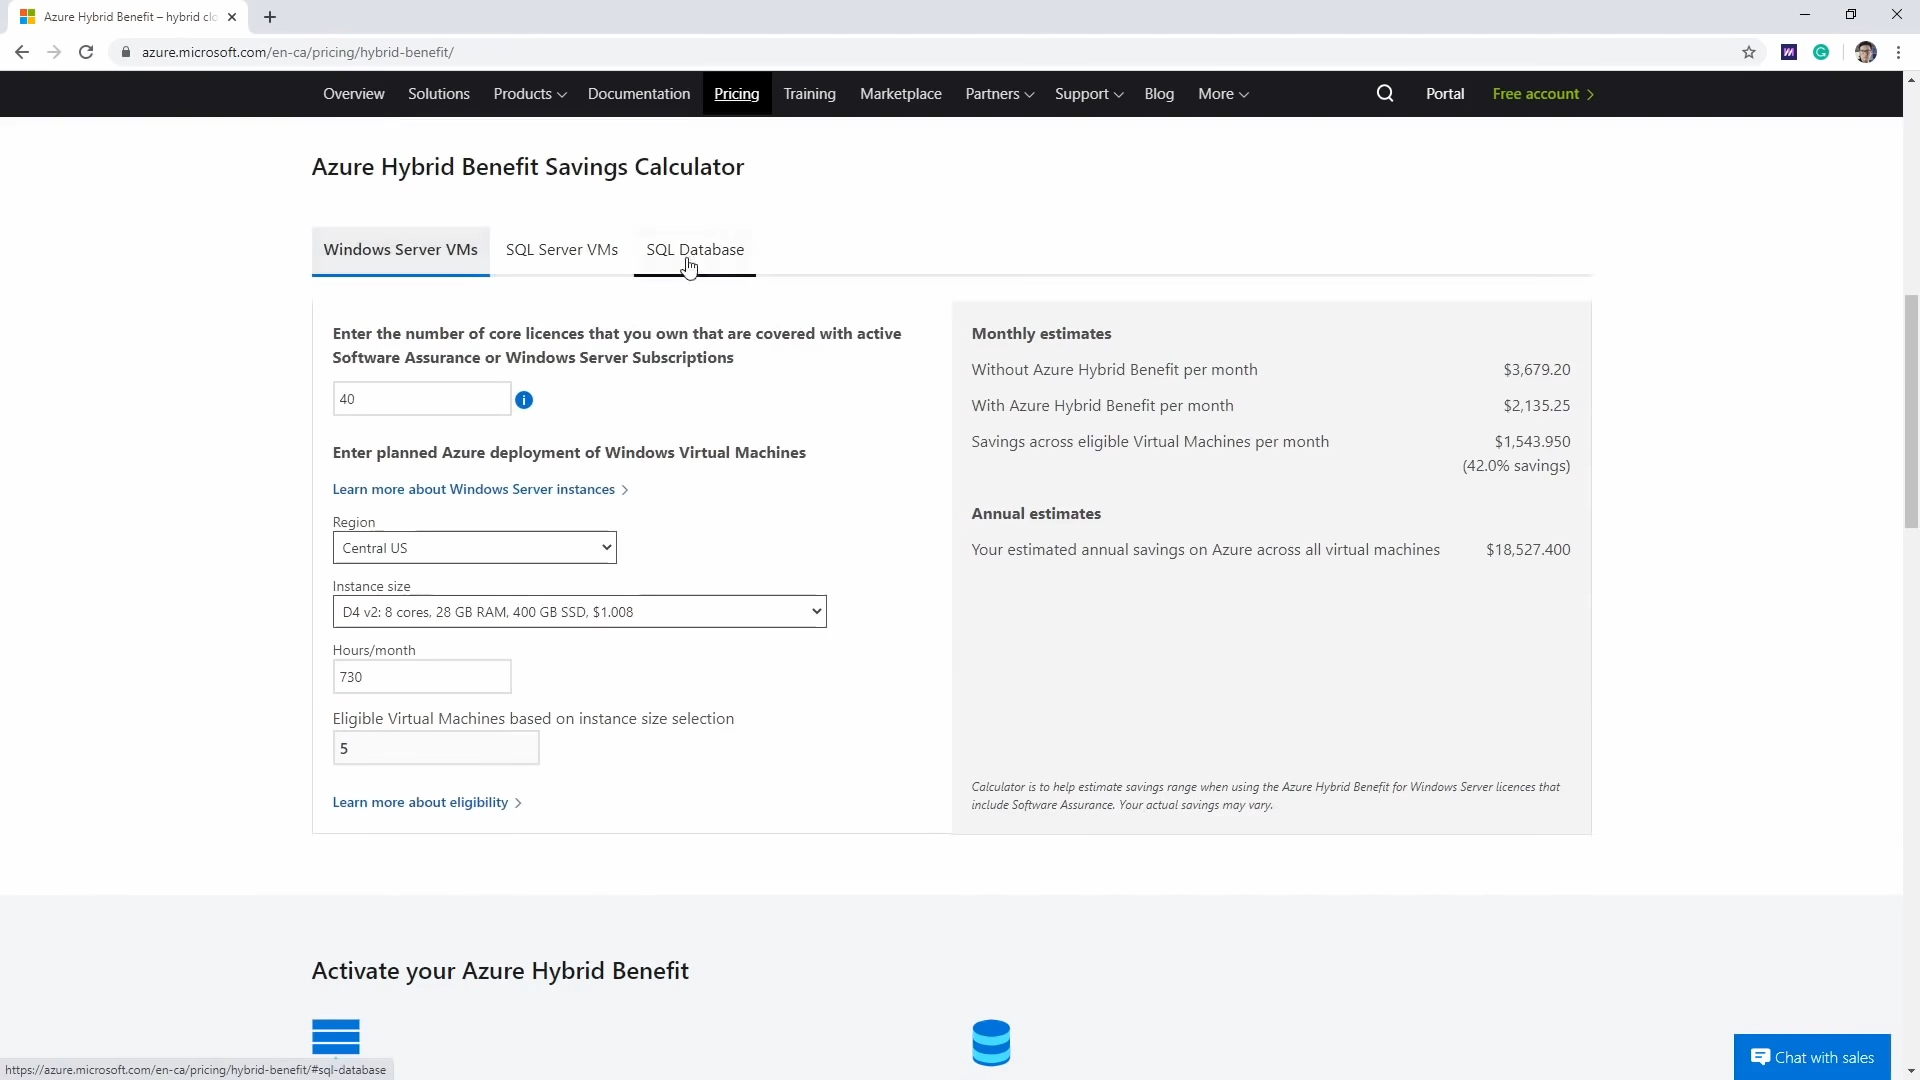 Azure Hybrid Benefit – hybrid clo
azure.microsoft.com/en-ca/pricing/hybrid-benefit/
Overview Solutions Products Documentation Pricing Training Marketplace Partners Support Blog More Portal Free account
Azure Hybrid Benefit Savings Calculator
Windows Server VMs SQL Server VMs SQL Database
Enter the number of core licences that you own that are covered with active
Software Assurance or Windows Server Subscriptions
40
i
Enter planned Azure deployment of Windows Virtual Machines
Learn more about Windows Server instances
Region
Central US
Instance size
D4 v2: 8 cores, 28 GB RAM, 400 GB SSD, $1.008
Hours/month
730
Eligible Virtual Machines based on instance size selection
5
Learn more about eligibility
Monthly estimates
Without Azure Hybrid Benefit per month $3,679.20
With Azure Hybrid Benefit per month $2,135.25
Savings across eligible Virtual Machines per month $1,543.950
(42.0% savings)
Annual estimates
Your estimated annual savings on Azure across all virtual machines $18,527.400
Calculator is to help estimate savings range when using the Azure Hybrid Benefit for Windows Server licences that
include Software Assurance. Your actual savings may vary.
Activate your Azure Hybrid Benefit
Chat with sales
https://azure.microsoft.com/en-ca/pricing/hybrid-benefit/#sql-database